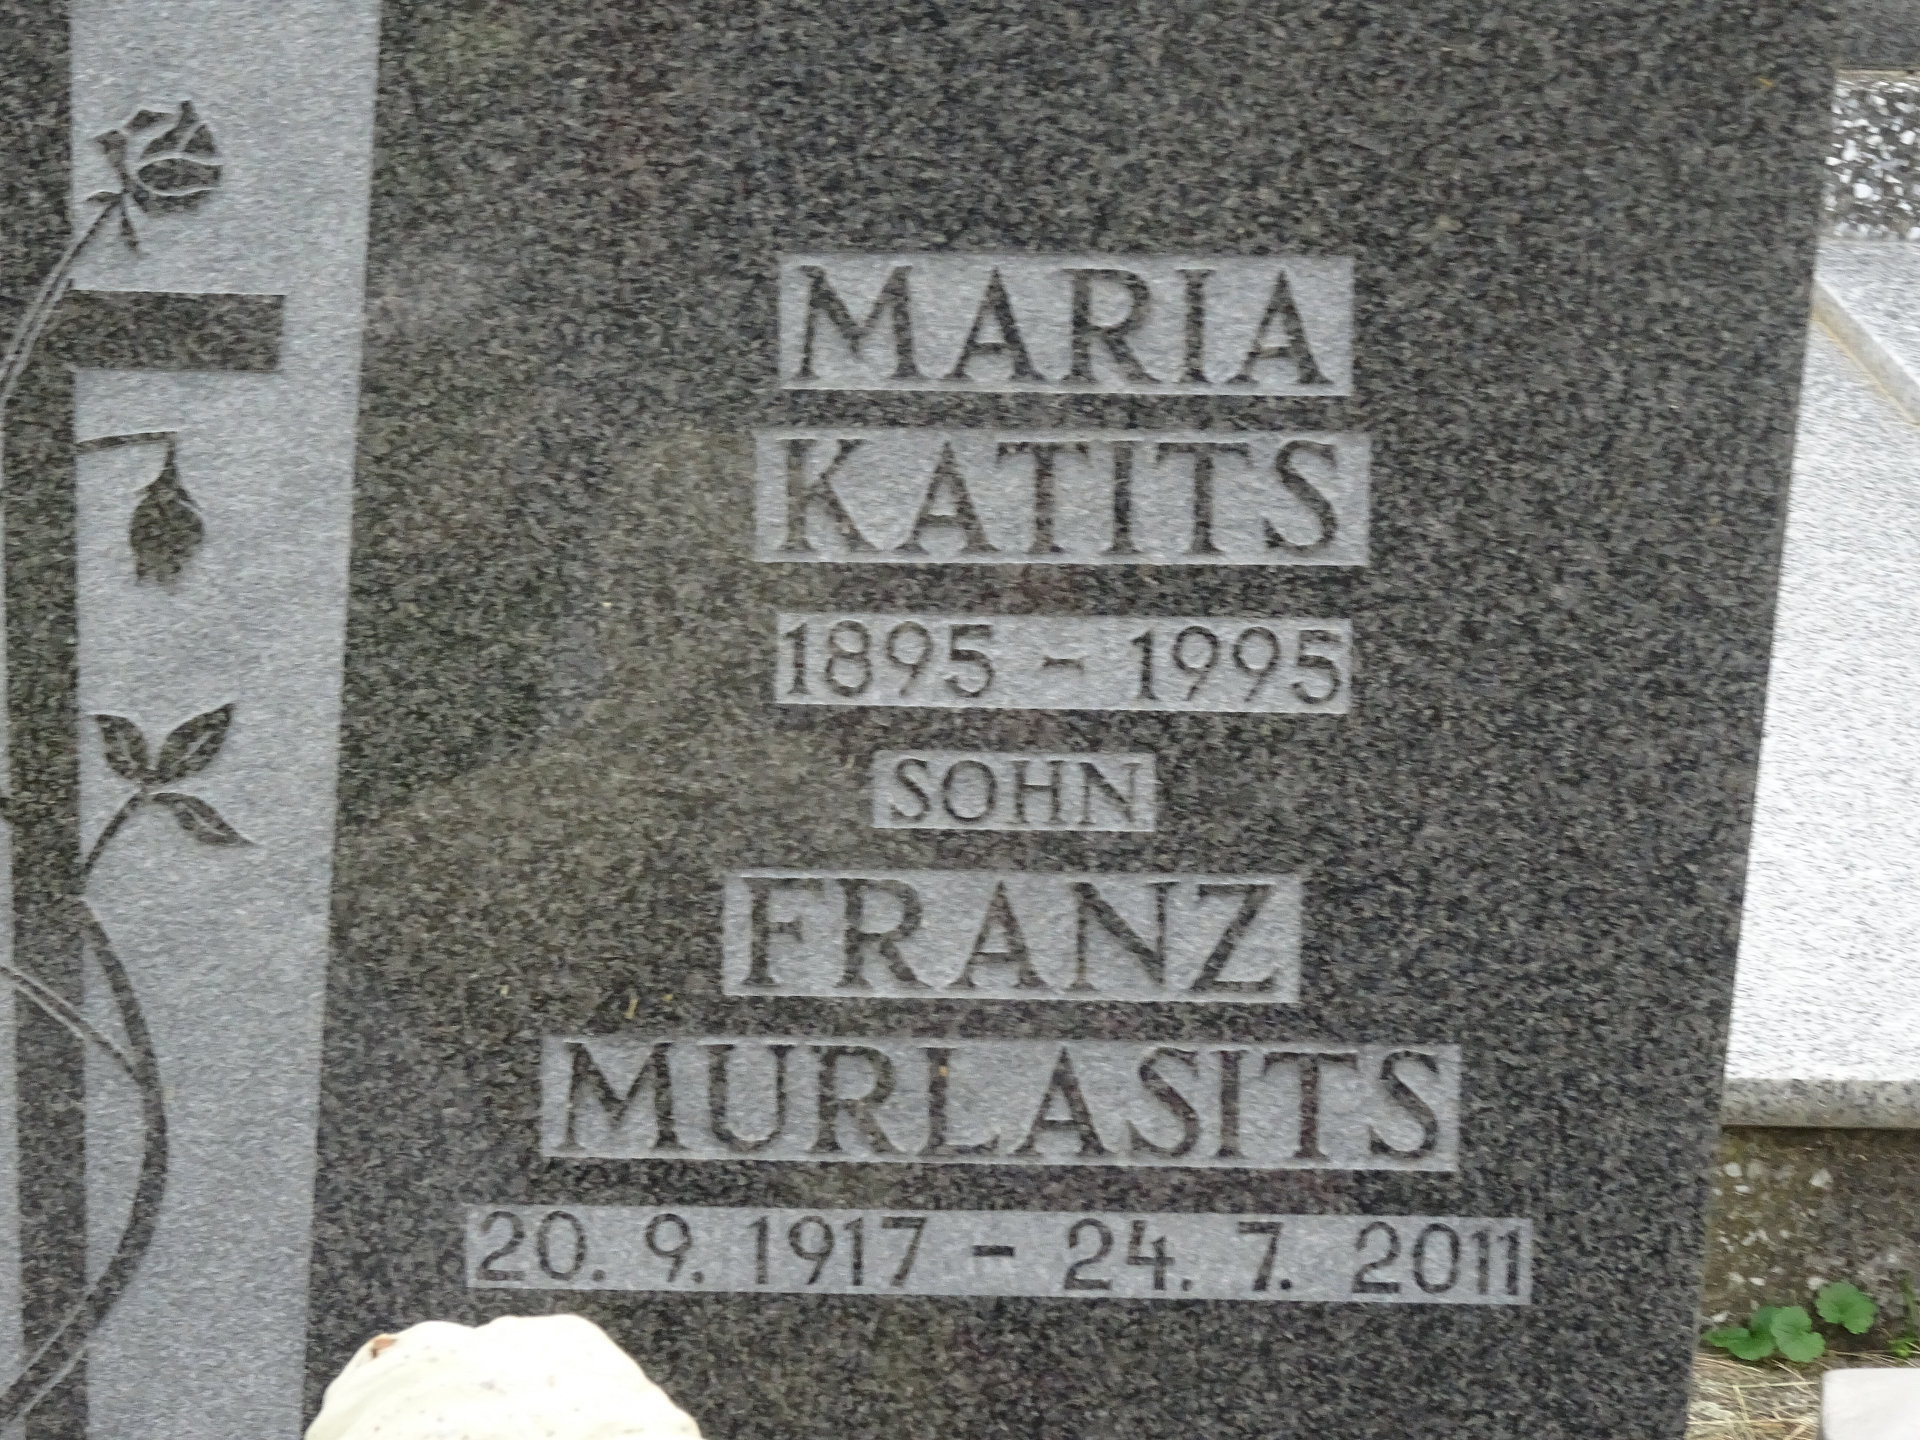 MARIA
KATITS
1895 - 1995
SOHN
FRANZ
MURLASITS
20. 9. 1917 - 24. 7. 2011